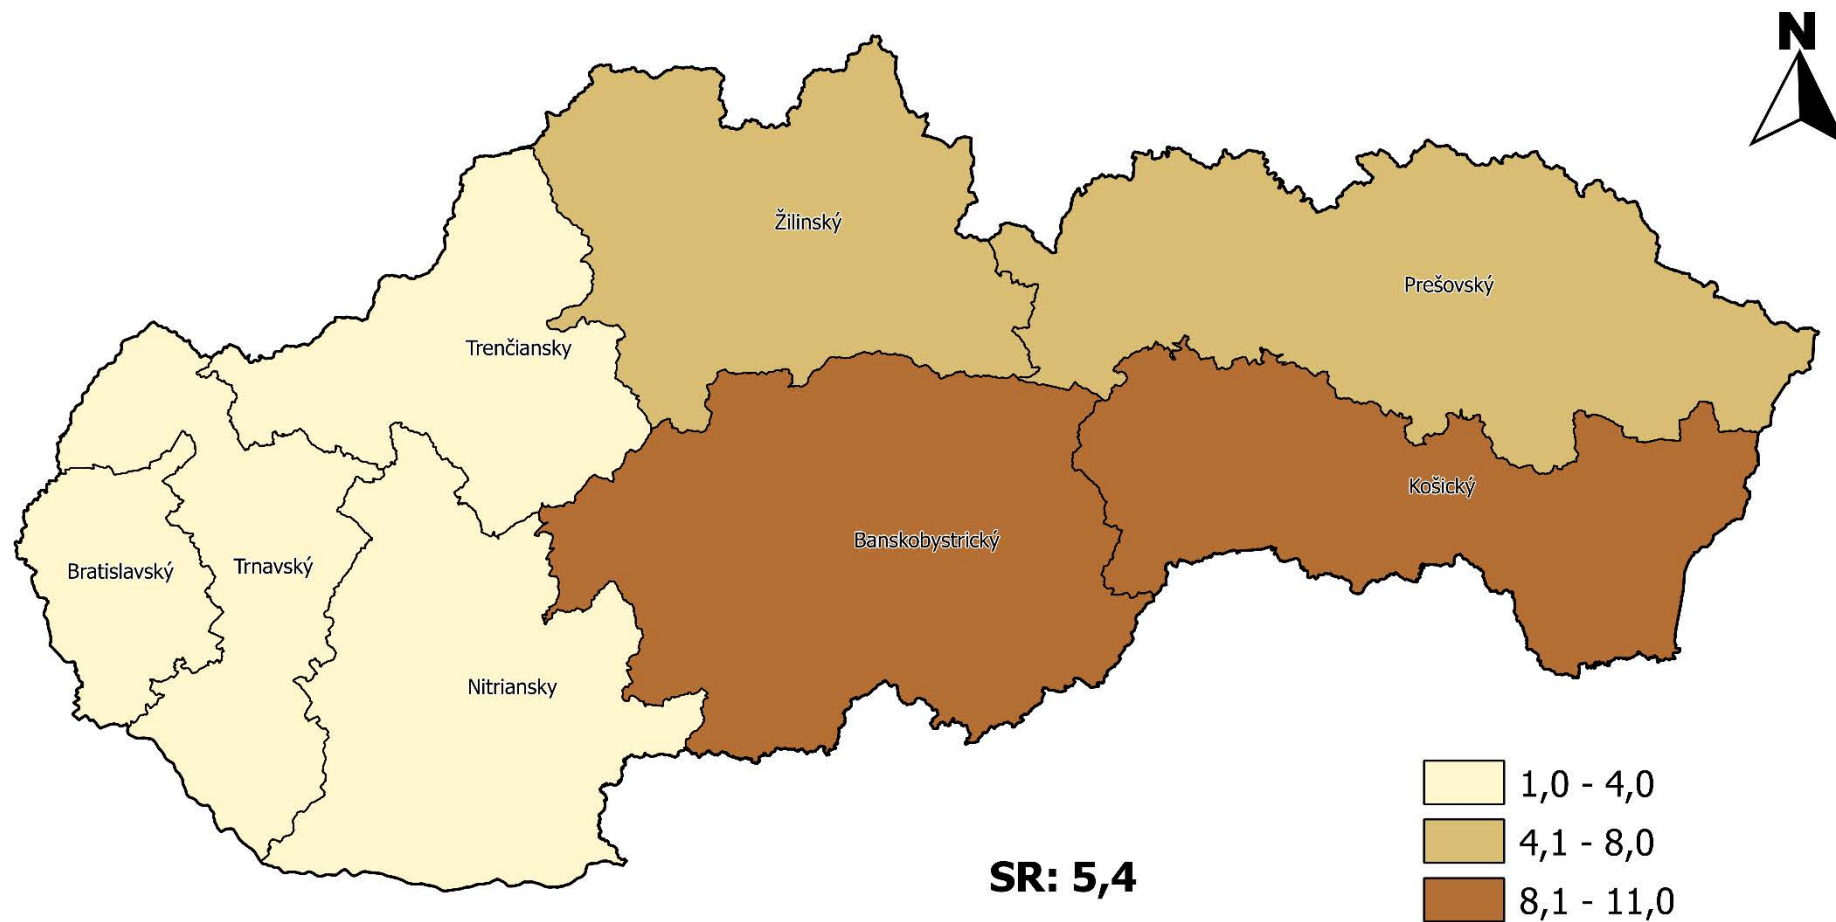 N
Žilinský
Prešovský
Trenčiansky
Košický
Banskobystrický
Bratislavský
Trnavský
Nitriansky
1,0 - 4,0
4,1 - 8,0
8,1 - 11,0
SR: 5,4